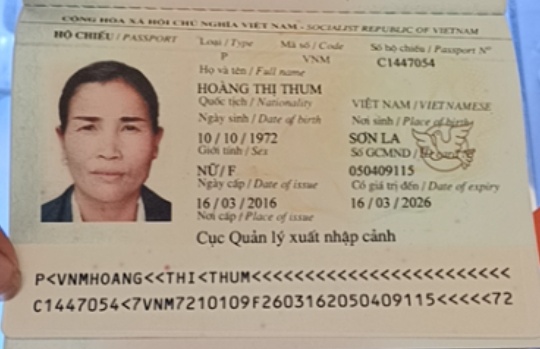 CỘNG HÒA XÃ HỘI CHỦ NGHĨA VIỆT NAM - SOCIALIST REPUBLIC OF VIETNAM
HỘ CHIẾU / PASSPORT Loại / Type Mã số / Code Số hộ chiếu / Passport Nº
P VNM C1447054
Họ và tên / Full name
HOÀNG THỊ THUM
Quốc tịch / Nationality VIỆT NAM / VIETNAMESE
Ngày sinh / Date of birth Nơi sinh / Place of birth
10 / 10 / 1972 SƠN LA
Giới tính / Sex Số GCMND /
NỮ / F 050409115
Ngày cấp / Date of issue Có giá trị đến / Date of expiry
16 / 03 / 2016 16 / 03 / 2026
Nơi cấp / Place of issue
Cục Quản lý xuất nhập cảnh
P<VNMHOANG<<THI<THUM<<<<<<<<<<<<<<<<<<<<<<<<
C1447054<7VNM7210109F2603162050409115<<<<<72